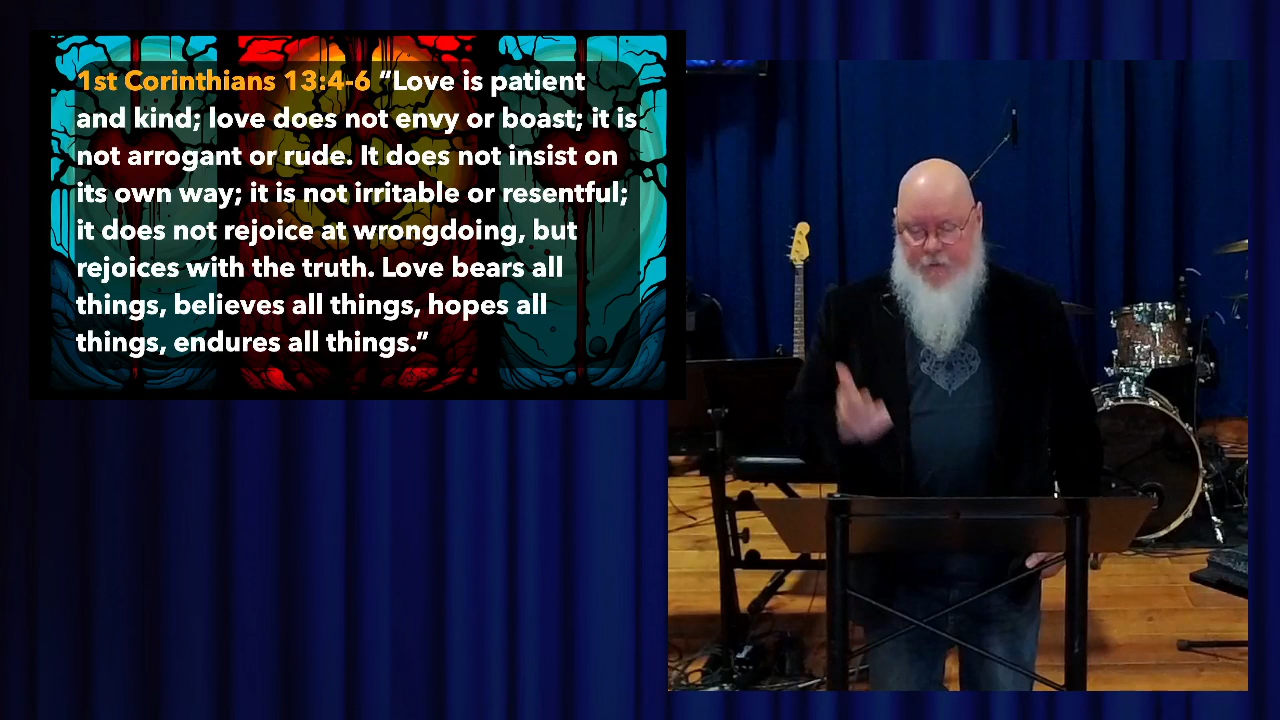 1st Corinthians 13:4-6 “Love is patient
and kind; love does not envy or boast; it is
not arrogant or rude. It does not insist on
its own way; it is not irritable or resentful;
it does not rejoice at wrongdoing, but
rejoices with the truth. Love bears all
things, believes all things, hopes all
things, endures all things.”